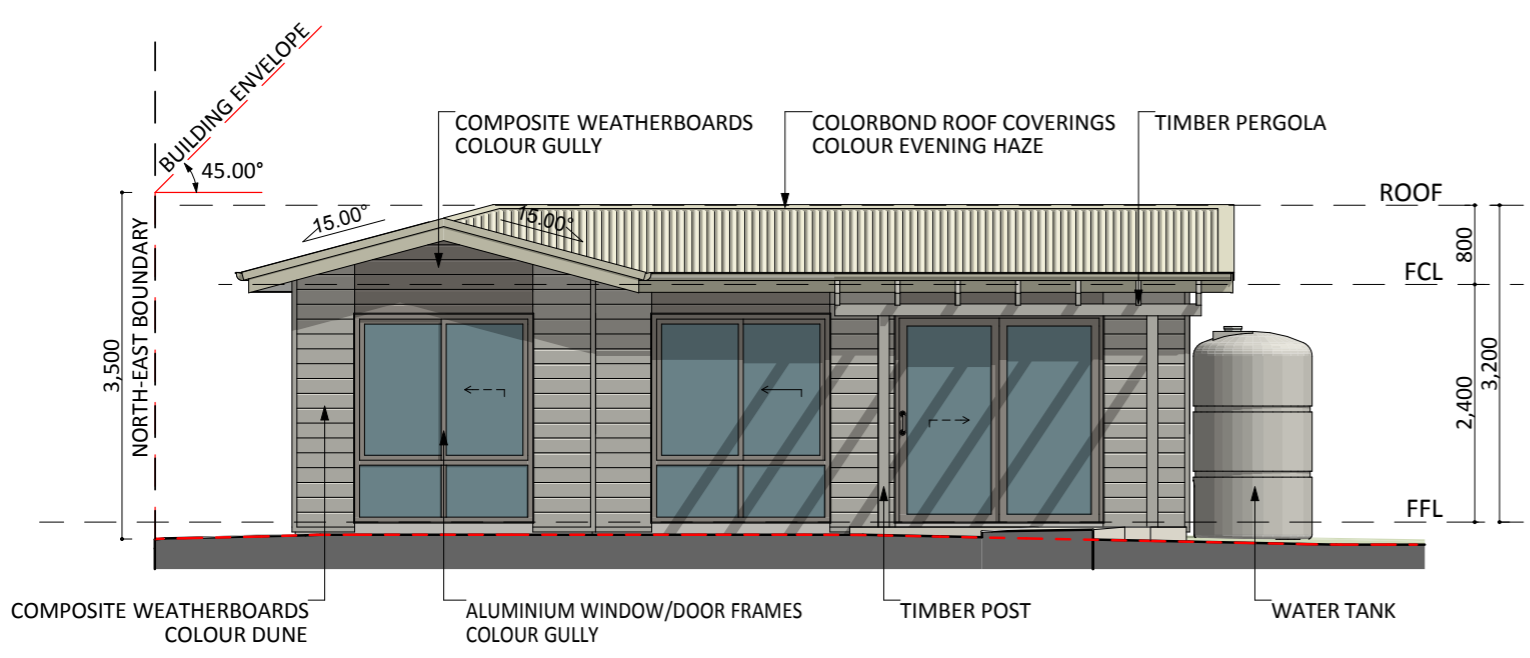 BUILDING ENVELOPE
45.00°
COMPOSITE WEATHERBOARDS
COLOUR GULLY
COLORBOND ROOF COVERINGS
COLOUR EVENING HAZE
TIMBER PERGOLA
ROOF
15.00°
15.00°
800
FCL
3,500
NORTH-EAST BOUNDARY
2,400
3,200
FFL
COMPOSITE WEATHERBOARDS
COLOUR DUNE
ALUMINIUM WINDOW/DOOR FRAMES
COLOUR GULLY
TIMBER POST
WATER TANK